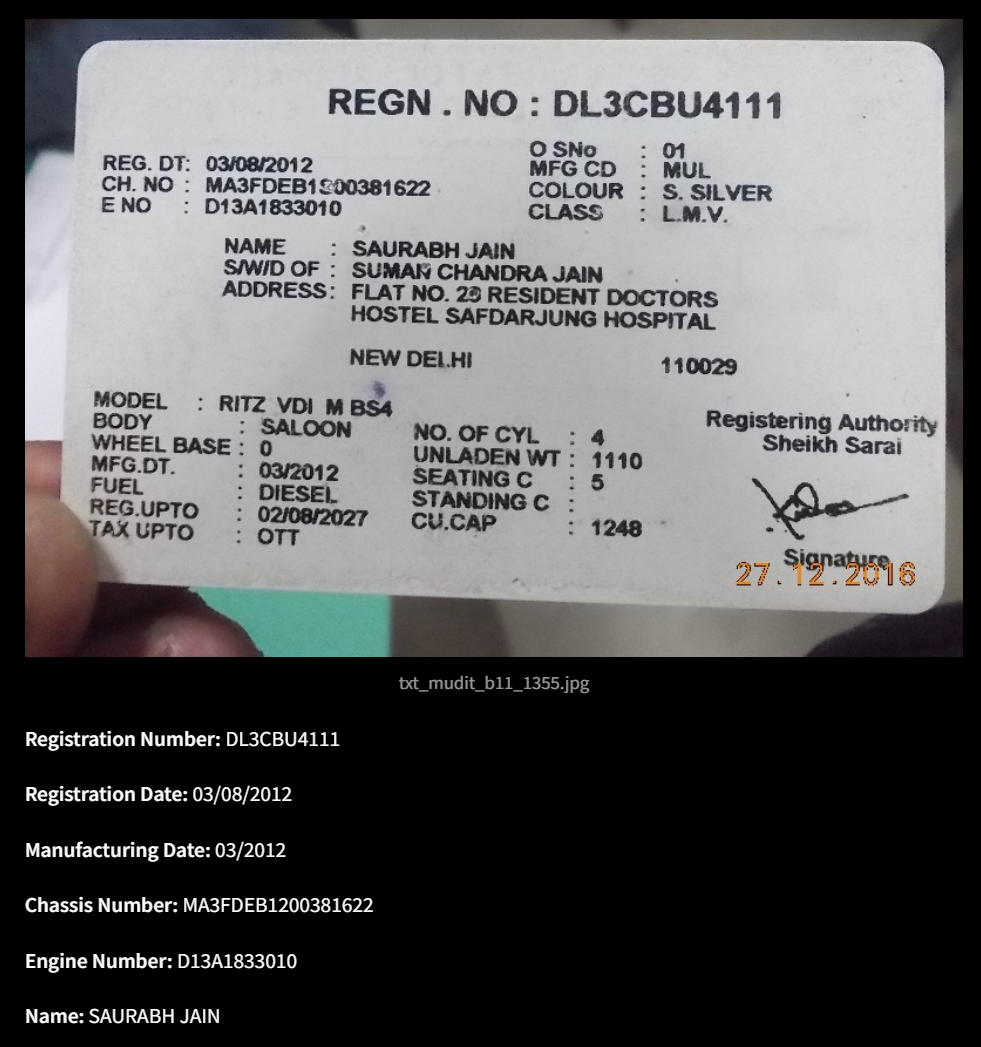 REGN . NO : DL3CBU4111
O SNo : 01
REG. DT: 03/08/2012 MFG CD : MUL
CH. NO : COLOUR : S. SILVER
E NO : D13A1833010 CLASS : L.M.V.
NAME : SAURABH JAIN
S/W/D OF : SUMAN CHANDRA JAIN
ADDRESS: FLAT NO. RESIDENT DOCTORS
HOSTEL SAFDARJUNG HOSPITAL
NEW DELHI 110029
MODEL : RITZ VDI M BS4
BODY : SALOON NO. OF CYL : 4
WHEEL BASE : 0 UNLADEN WT : 1110
MFG.DT. : 03/2012 SEATING C : 5
FUEL : DIESEL STANDING C :
REG.UPTO : 02/08/2027 CU.CAP : 1248
TAX UPTO : OTT
Registering Authority
Sheikh Sarai
Signature
27.12.2016
txt_mudit_b11_1355.jpg
Registration Number: DL3CBU4111
Registration Date: 03/08/2012
Manufacturing Date: 03/2012
Chassis Number: MA3FDEB1200381622
Engine Number: D13A1833010
Name: SAURABH JAIN